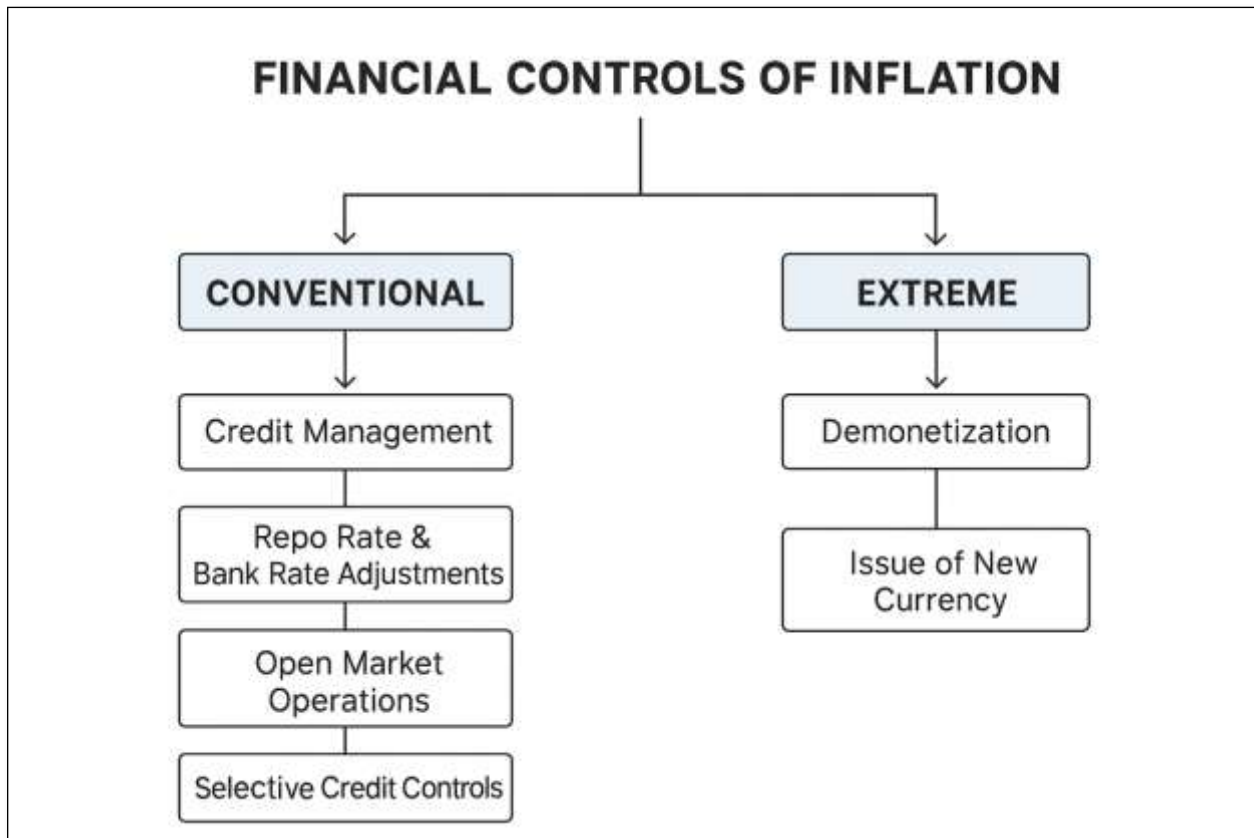 FINANCIAL CONTROLS OF INFLATION
CONVENTIONAL
Credit Management
Repo Rate &
Bank Rate Adjustments
Open Market
Operations
Selective Credit Controls
EXTREME
Demonetization
Issue of New
Currency